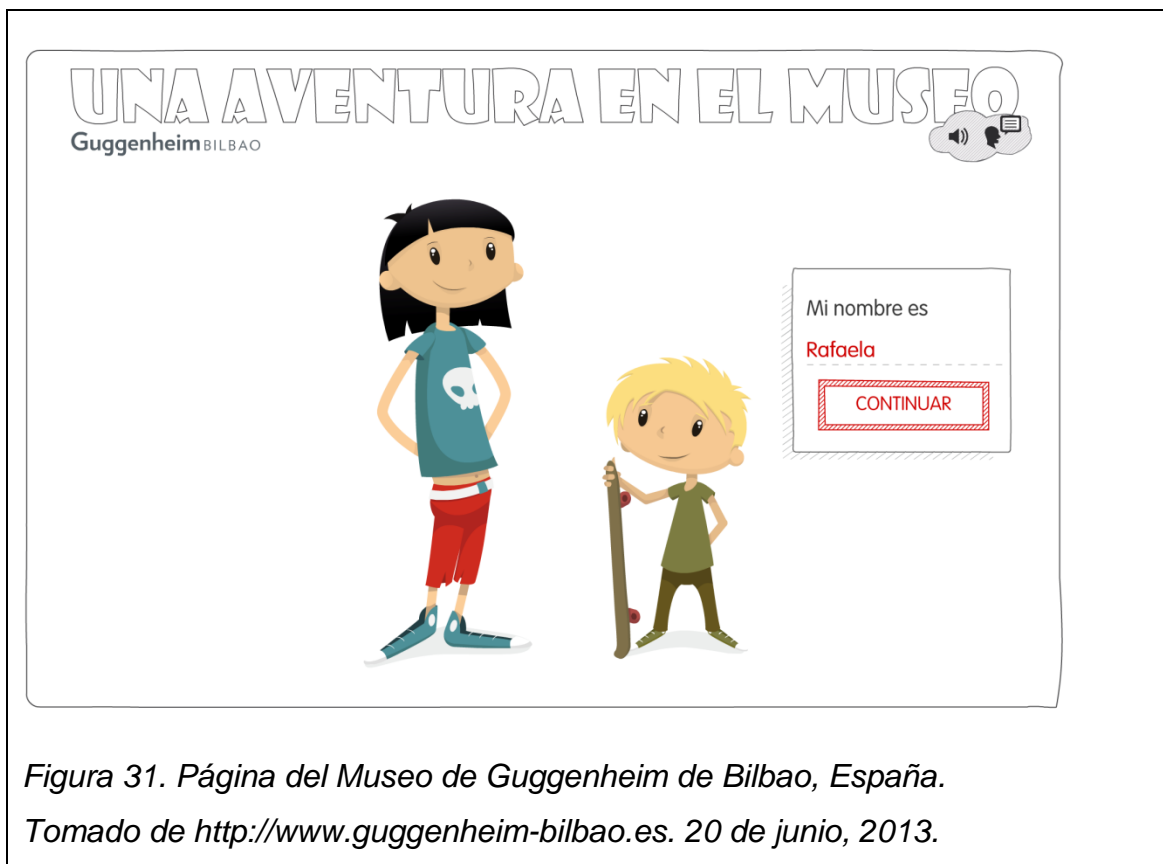 UNA AVENTURA EN EL MUSEO
Guggenheim BILBAO
Mi nombre es
Rafaela
CONTINUAR
Figura 31. Página del Museo de Guggenheim de Bilbao, España.
Tomado de http://www.guggenheim-bilbao.es. 20 de junio, 2013.